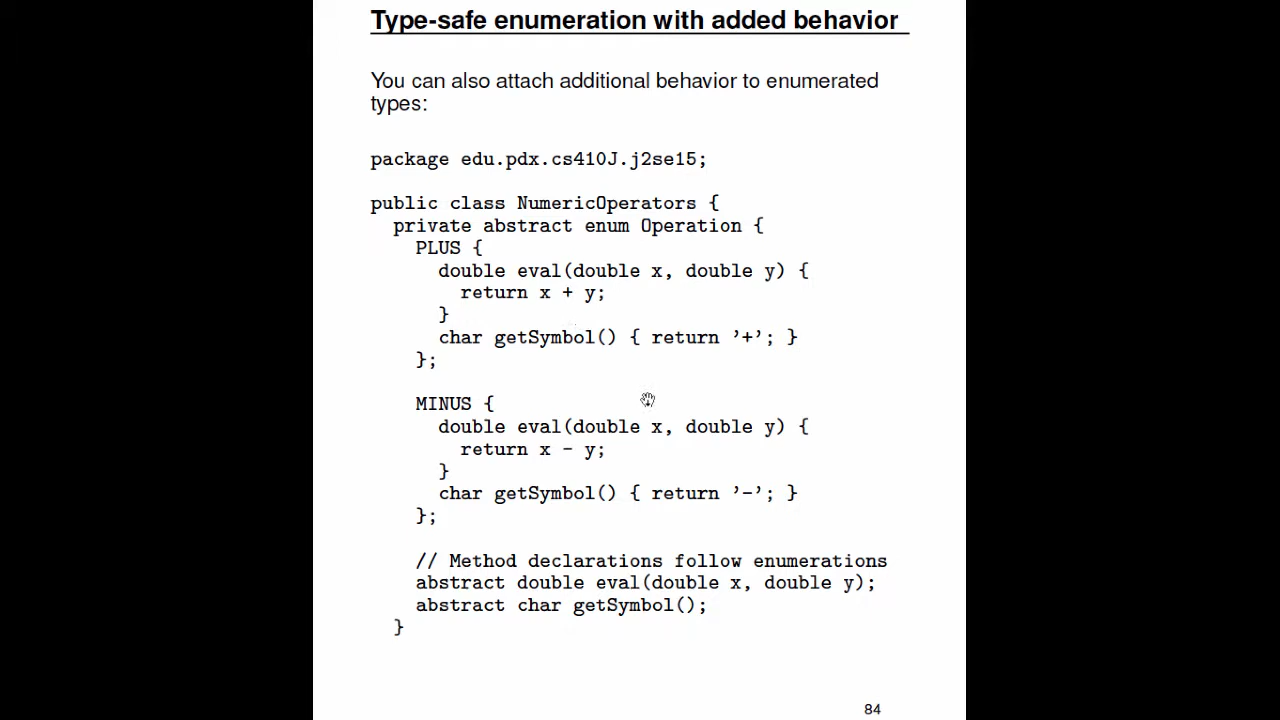 Type-safe enumeration with added behavior
You can also attach additional behavior to enumerated
types:
package edu.pdx.cs410J.j2se15;
public class NumericOperators {
  private abstract enum Operation {
    PLUS {
      double eval(double x, double y) {
        return x + y;
      }
      char getSymbol() { return ’+’; }
    };
    MINUS {
      double eval(double x, double y) {
        return x - y;
      }
      char getSymbol() { return ’-’; }
    };
    // Method declarations follow enumerations
    abstract double eval(double x, double y);
    abstract char getSymbol();
  }
84